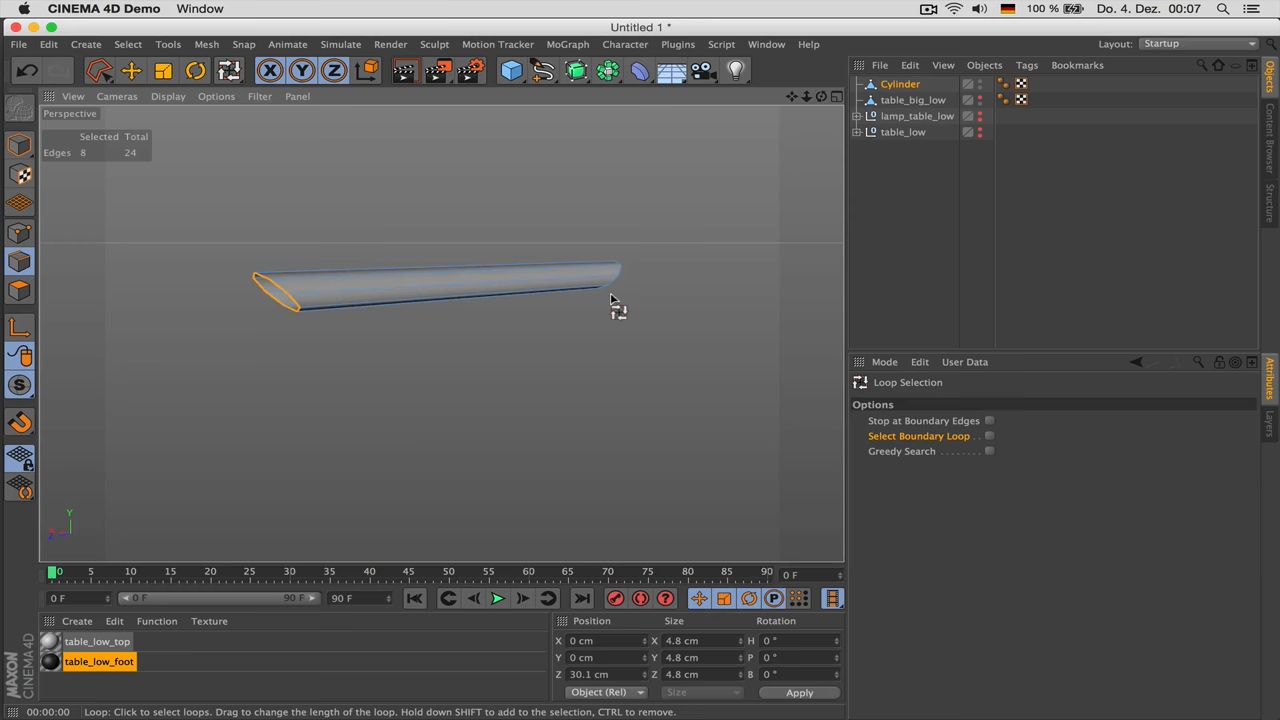 CINEMA 4D Demo Window 100 % Do. 4. Dez. 00:07
Untitled 1 *
File Edit Create Select Tools Mesh Snap Animate Simulate Render Sculpt Motion Tracker MoGraph Character Plugins Script Window Help Layout: Startup
X Y Z
View Cameras Display Options Filter Panel
Perspective
Selected Total
Edges 8 24
Y
X
Z
S
File Edit View Objects Tags Bookmarks
Cylinder
table_big_low
lamp_table_low
table_low
Objects
Content Browser
Structure
Mode Edit User Data
Loop Selection
Options
Stop at Boundary Edges
Select Boundary Loop
Greedy Search
Attributes
Layers
0 5 10 15 20 25 30 35 40 45 50 55 60 65 70 75 80 85 90 0 F
0 F 0 F 90 F 90 F
Create Edit Function Texture
table_low_top
table_low_foot
Position Size Rotation
X 0 cm X 4.8 cm H 0 °
Y 0 cm Y 4.8 cm P 0 °
Z 30.1 cm Z 4.8 cm B 0 °
Object (Rel) Size Apply
MAXON
CINEMA 4D
00:00:00 Loop: Click to select loops. Drag to change the length of the loop. Hold down SHIFT to add to the selection, CTRL to remove.